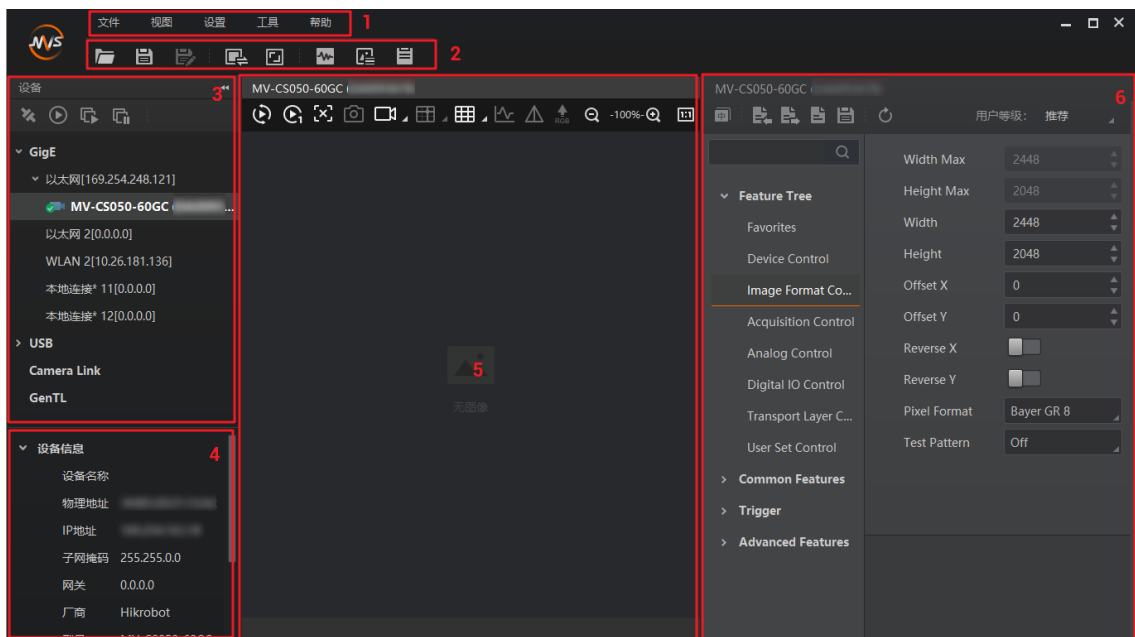 MVS
文件 视图 设置 工具 帮助 1
2
设备 3
GigE
以太网[169.254.248.121]
MV-CS050-60GC (...
以太网 2[0.0.0.0]
WLAN 2[10.26.181.136]
本地连接* 11[0.0.0.0]
本地连接* 12[0.0.0.0]
USB
Camera Link
GenTL
设备信息 4
设备名称
物理地址
IP地址
子网掩码 255.255.0.0
网关 0.0.0.0
厂商 Hikrobot
MV-CS050-60GC (
RGB -100%- 1:1
5
无图像
MV-CS050-60GC (
6
中 用户等级: 推荐
Feature Tree
Favorites
Device Control
Image Format Co...
Acquisition Control
Analog Control
Digital IO Control
Transport Layer C...
User Set Control
Common Features
Trigger
Advanced Features
Width Max 2448
Height Max 2048
Width 2448
Height 2048
Offset X 0
Offset Y 0
Reverse X
Reverse Y
Pixel Format Bayer GR 8
Test Pattern Off